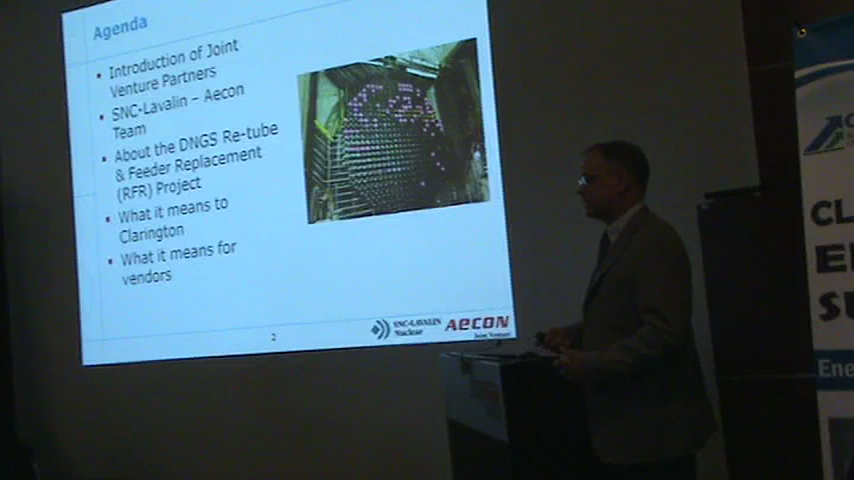 Agenda
Introduction of Joint
Venture Partners
SNC-Lavalin – Aecon
Team
About the DNGS Re-tube
& Feeder Replacement
(RFR) Project
What it means to
Clarington
What it means for
vendors
2
SNC-LAVALIN
Nuclear
AECON
Joint Venture
CL
Ene